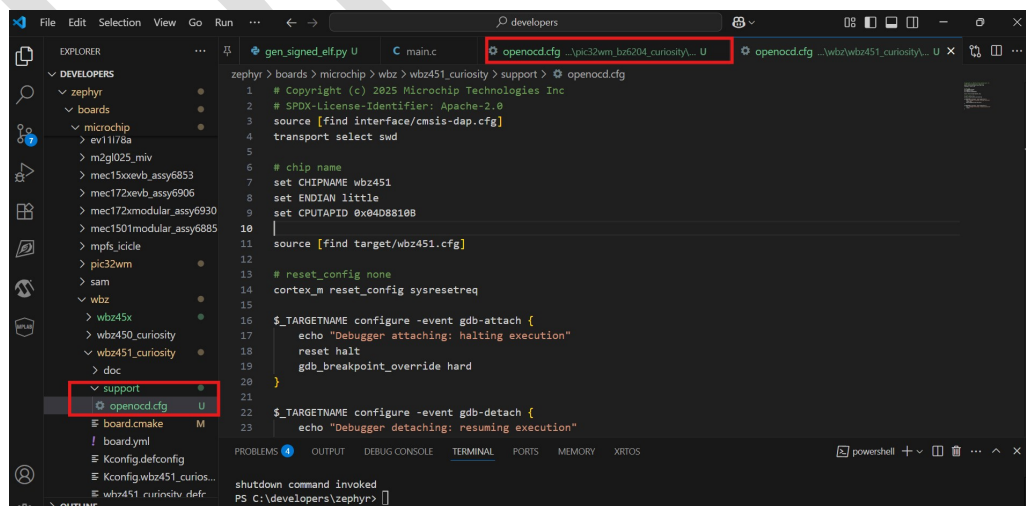 File Edit Selection View Go Run ... developers
EXPLORER ...
gen_signed_elf.py U
main.c
openocd.cfg ...\pic32wm_bz6204_curiosity\... U
openocd.cfg ...\wbz\wbz451_curiosity\... U
DEVELOPERS
zephyr
boards
microchip
ev11l78a
m2gl025_miv
mec15xxevb_assy6853
mec172xevb_assy6906
mec172xmodular_assy6930
mec1501modular_assy6885
mpfs_icicle
pic32wm
sam
wbz
wbz45x
wbz450_curiosity
wbz451_curiosity
doc
support
openocd.cfg U
board.cmake M
board.yml
Kconfig.defconfig
Kconfig.wbz451_curios...
wbz451_curiosity_defc...
OUTLINE
7
MPLAB
zephyr > boards > microchip > wbz > wbz451_curiosity > support > openocd.cfg
1 # Copyright (c) 2025 Microchip Technologies Inc
2 # SPDX-License-Identifier: Apache-2.0
3 source [find interface/cmsis-dap.cfg]
4 transport select swd
5
6 # chip name
7 set CHIPNAME wbz451
8 set ENDIAN little
9 set CPUTAPID 0x04D8810B
10
11 source [find target/wbz451.cfg]
12
13 # reset_config none
14 cortex_m reset_config sysresetreq
15
16 $_TARGETNAME configure -event gdb-attach {
17 echo "Debugger attaching: halting execution"
18 reset halt
19 gdb_breakpoint_override hard
20 }
21
22 $_TARGETNAME configure -event gdb-detach {
23 echo "Debugger detaching: resuming execution"
PROBLEMS 4 OUTPUT DEBUG CONSOLE TERMINAL PORTS MEMORY XRTOS powershell
shutdown command invoked
PS C:\developers\zephyr>